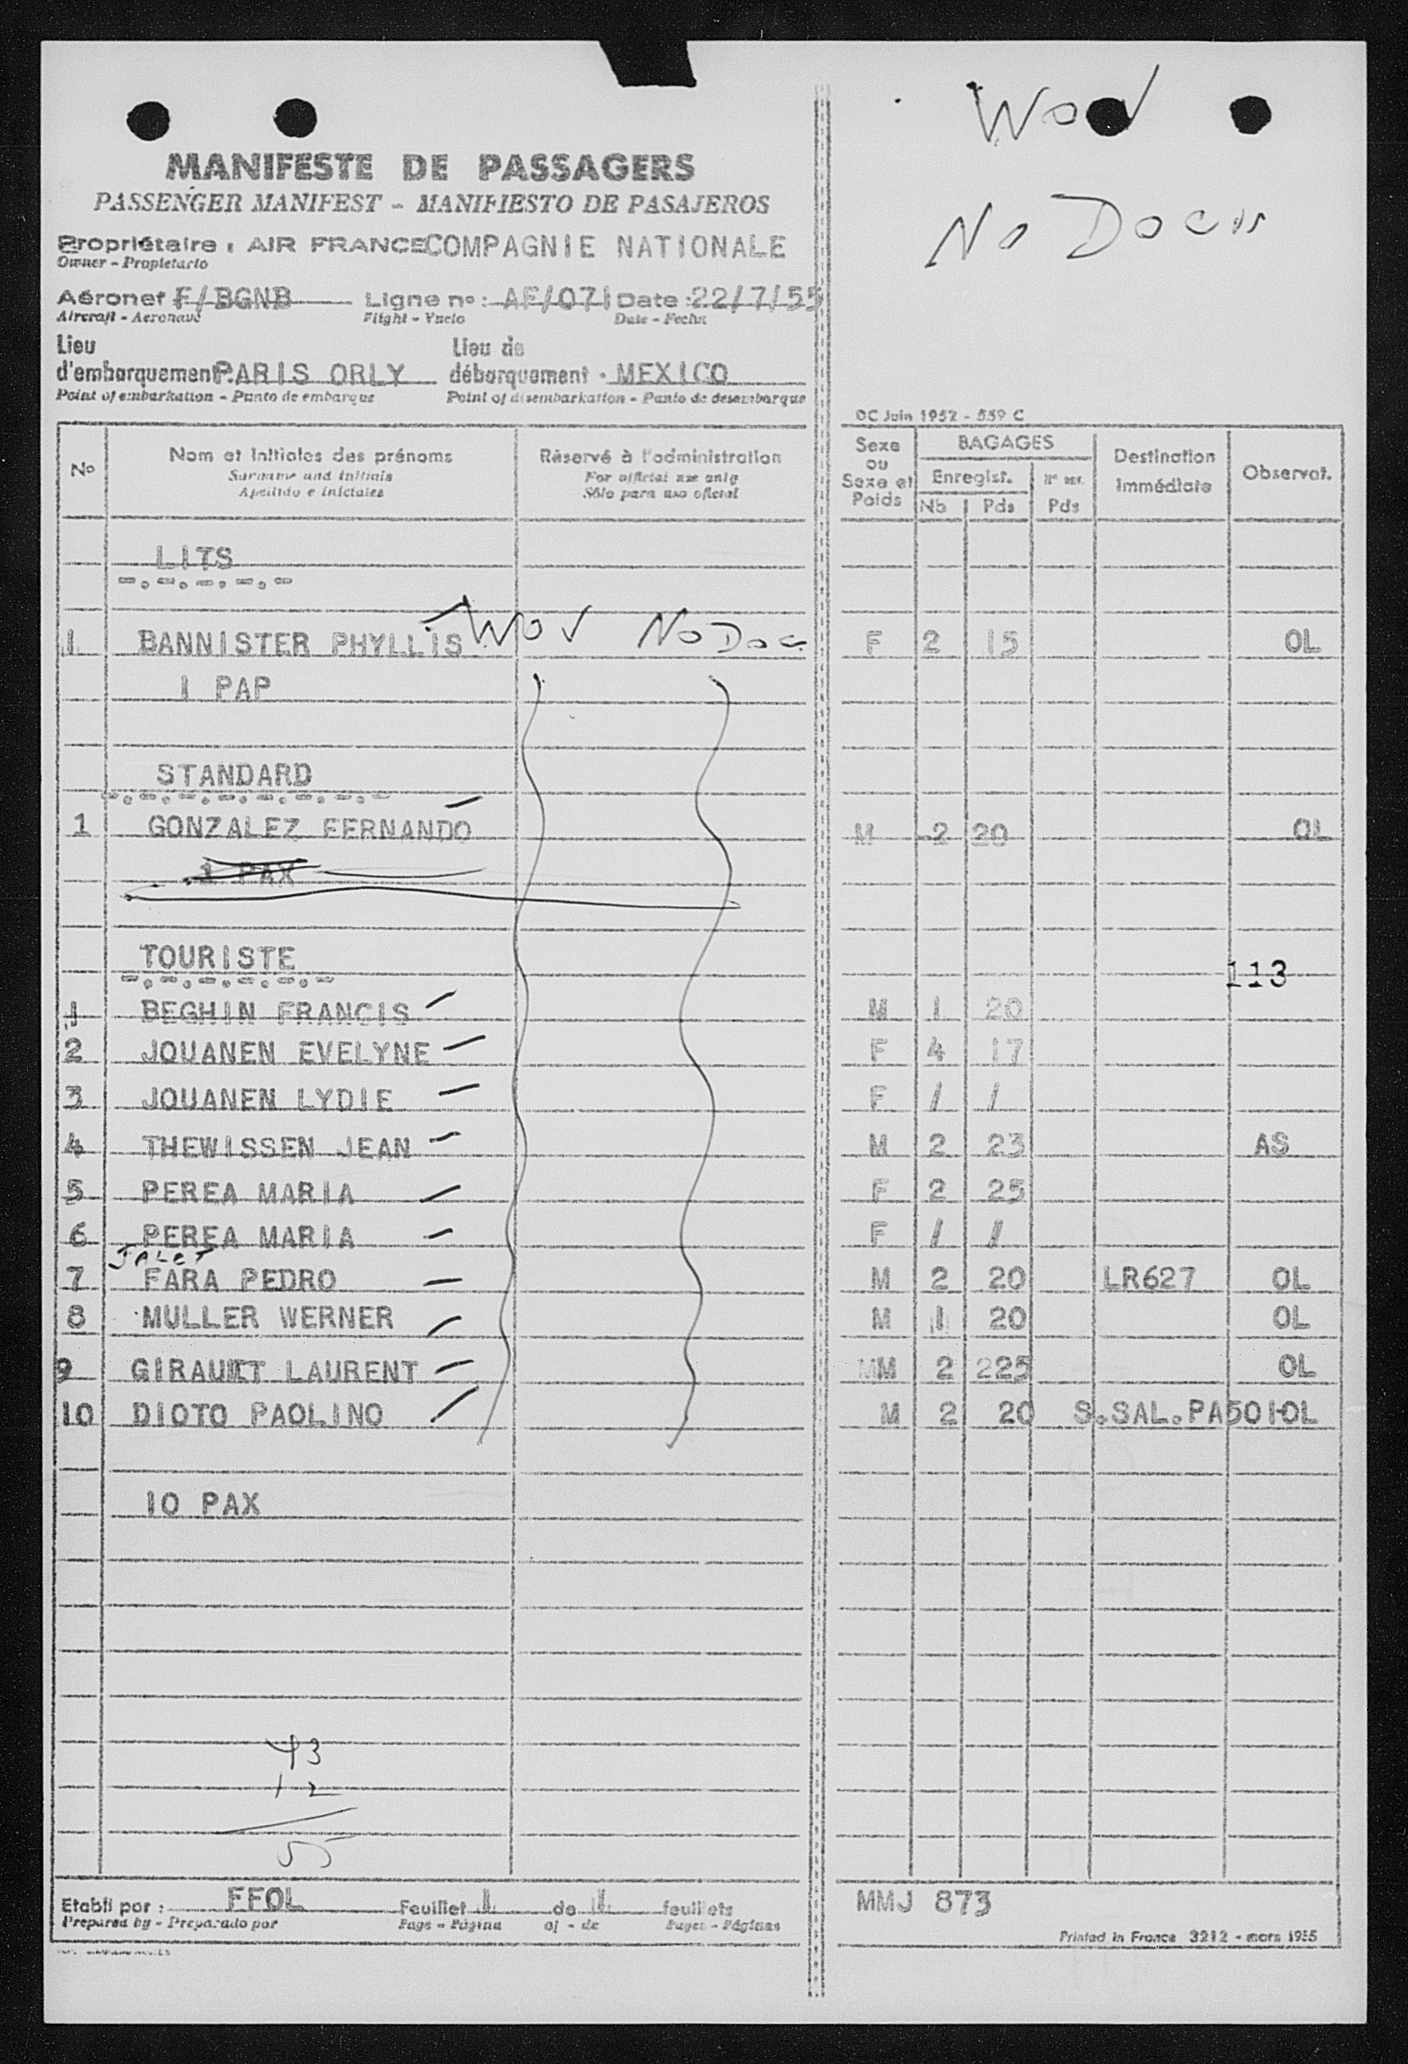 WOV
No Docs
MANIFESTE DE PASSAGERS
PASSENGER MANIFEST - MANIFIESTO DE PASAJEROS
Propriétaire : AIR FRANCE COMPAGNIE NATIONALE
Owner - Propietario
Aéronef F/BGNB Ligne no : AF/071 Date : 22/7/55
Aircraft - Aeronave Flight - Vuelo Date - Fecha
Lieu d'embarquement PARIS ORLY Lieu de débarquement - MEXICO
Point of embarkation - Punto de embarque Point of disembarkation - Punto de desembarque
OC Juin 1952 - 559 C
No Nom et initiales des prénoms Réservé à l'administration Sexe ou Sexe et Poids BAGAGES Enregist. Nb Pds Pds Destination immédiate Observat.
Surname and initials For official use only
Apellido e iniciales Sólo para uso oficial
LITS
1 BANNISTER PHYLLIS WOV No Doc F 2 15 OL
1 PAP
STANDARD
1 GONZALEZ FERNANDO M 2 20 OL
1 PAX
TOURISTE
113
1 BEGHIN FRANCIS M 1 20
2 JOUANEN EVELYNE F 4 17
3 JOUANEN LYDIE F / /
4 THEWISSEN JEAN M 2 23 AS
5 PEREA MARIA F 2 25
6 PEREA MARIA F / /
JALET
7 FARA PEDRO M 2 20 LR627 OL
8 MULLER WERNER M 1 20 OL
9 LAURENT M 2 225 OL
10 DIOTO PAOLINO M 2 20 S.SAL.PA501 OL
10 PAX
43
12
55
Etabli par : FFOL Feuillet 1 de 1 feuillets
Prepared by - Preparado por Page - Página of - de Pages - Páginas
MMJ 873
Printed in France 3212 - mars 1955